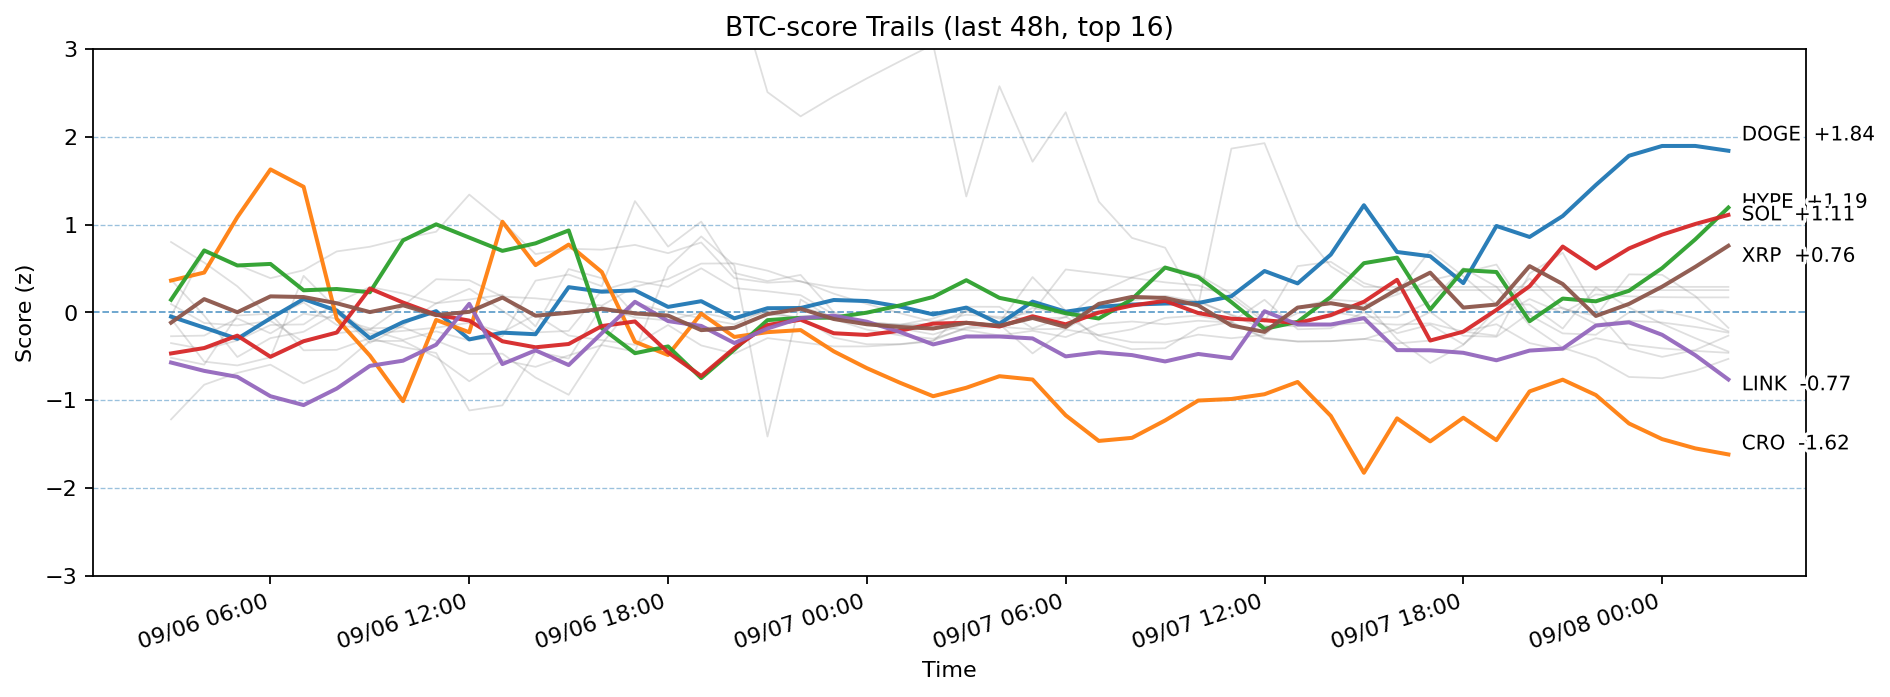 BTC-score Trails (last 48h, top 16)
3
2
1
0
−1
−2
−3
Score (z)
DOGE +1.84
HYPE +1.19
SOL +1.11
XRP +0.76
LINK -0.77
CRO -1.62
09/06 06:00
09/06 12:00
09/06 18:00
09/07 00:00
09/07 06:00
09/07 12:00
09/07 18:00
09/08 00:00
Time